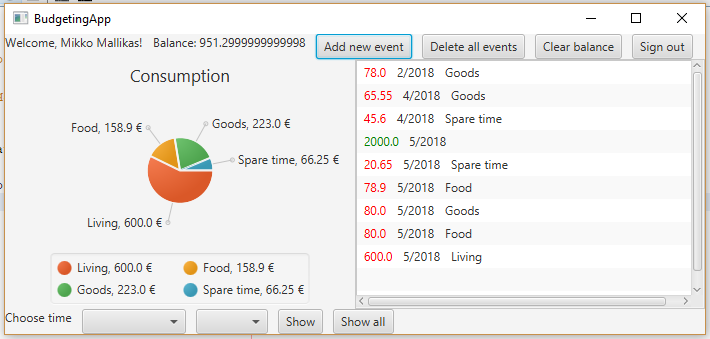 BudgetingApp
Welcome, Mikko Mallikas! Balance: 951.2999999999998 Add new event Delete all events Clear balance Sign out
Consumption
Food, 158.9 €
Goods, 223.0 €
Spare time, 66.25 €
Living, 600.0 €
Living, 600.0 €
Food, 158.9 €
Goods, 223.0 €
Spare time, 66.25 €
78.0 2/2018 Goods
65.55 4/2018 Goods
45.6 4/2018 Spare time
2000.0 5/2018
20.65 5/2018 Spare time
78.9 5/2018 Food
80.0 5/2018 Goods
80.0 5/2018 Food
600.0 5/2018 Living
Choose time Show Show all